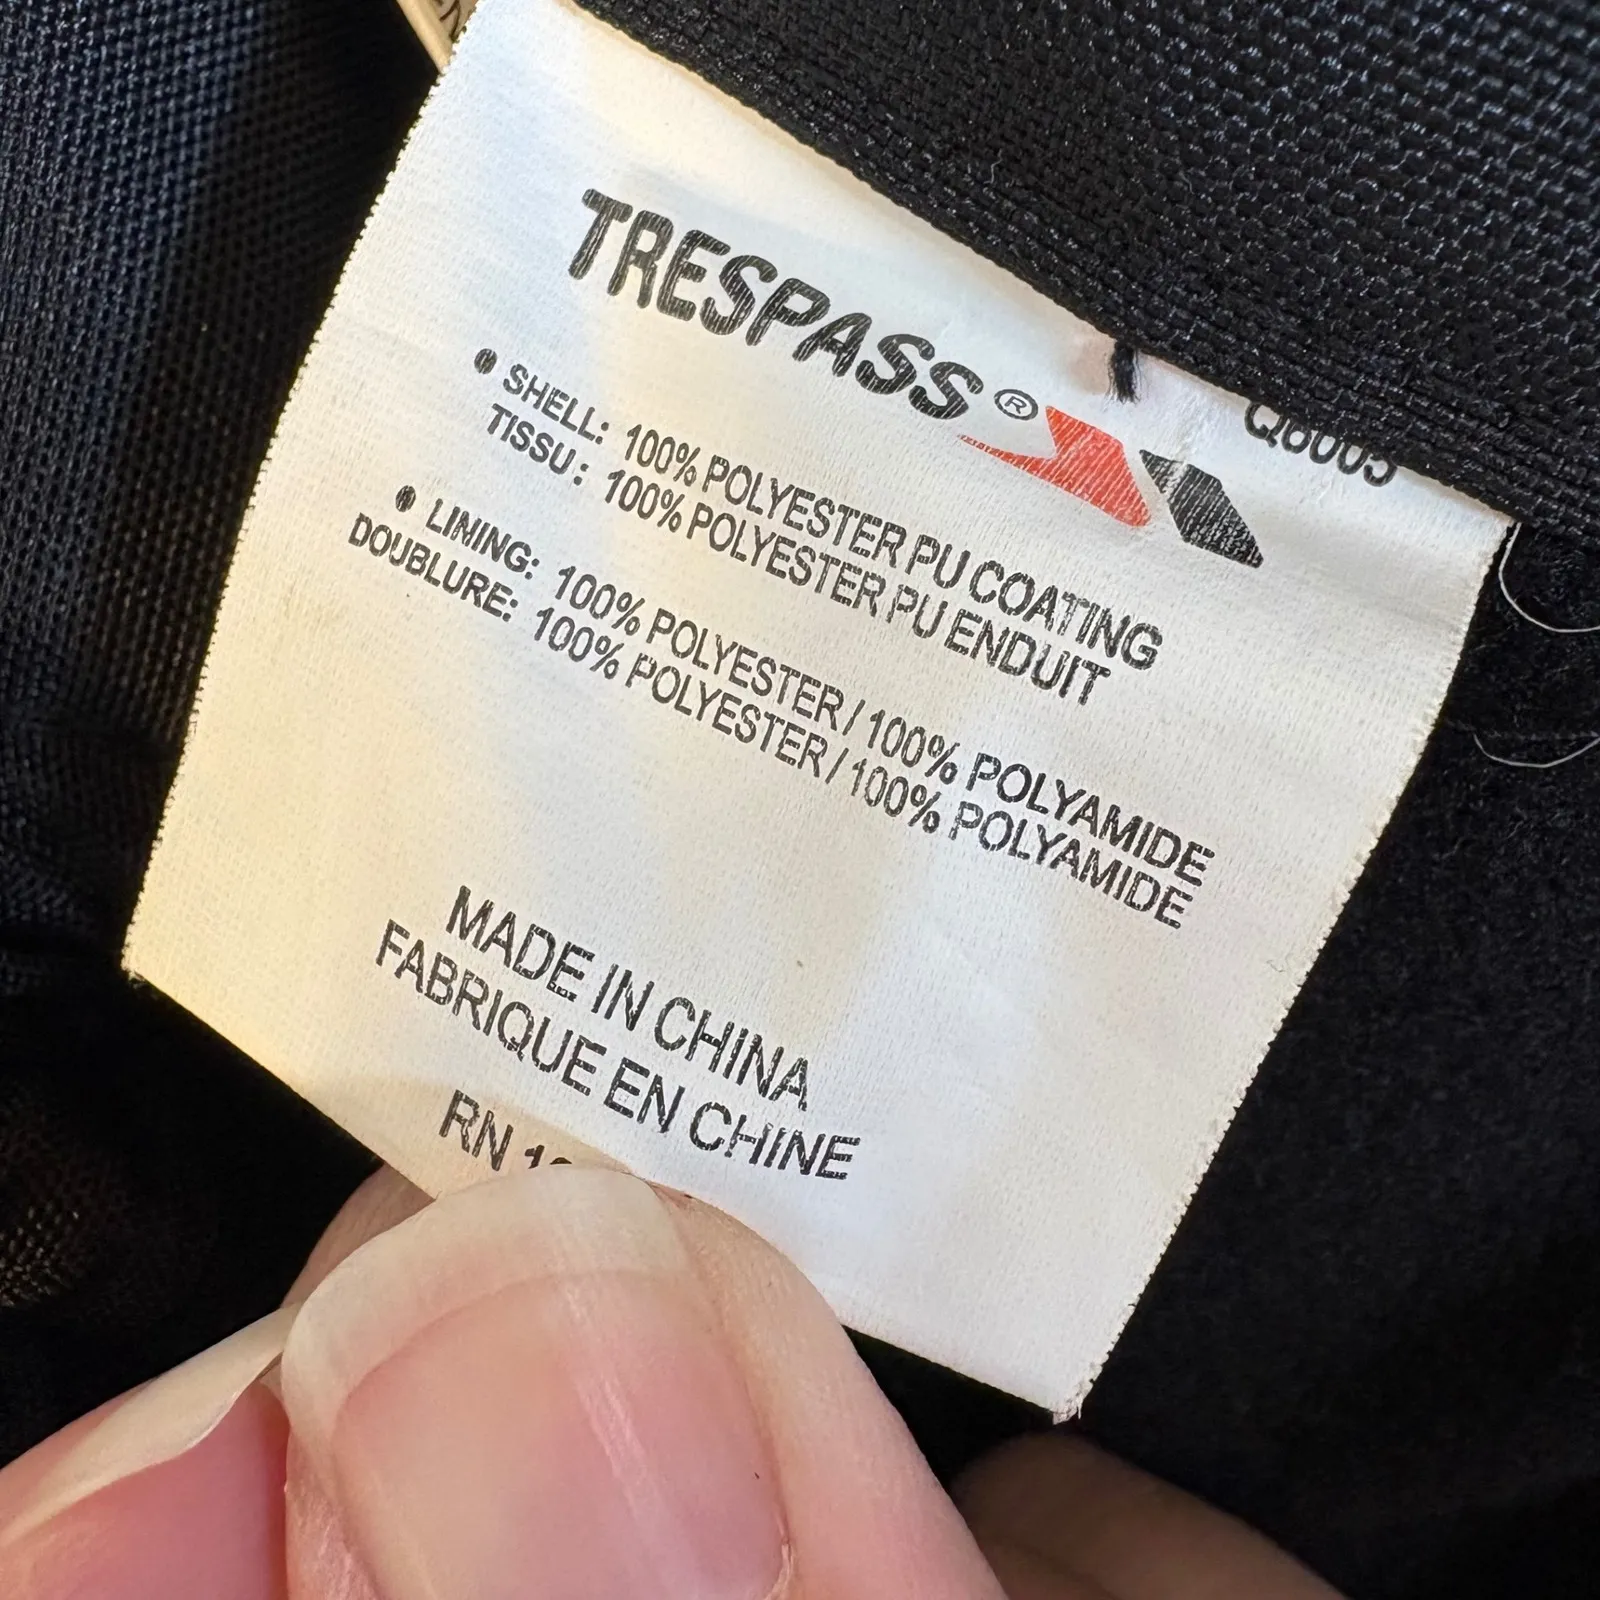 TRESPASS®
• SHELL: 100% POLYESTER PU COATING
TISSU : 100% POLYESTER PU ENDUIT
• LINING: 100% POLYESTER / 100% POLYAMIDE
DOUBLURE: 100% POLYESTER / 100% POLYAMIDE
MADE IN CHINA
FABRIQUE EN CHINE
RN